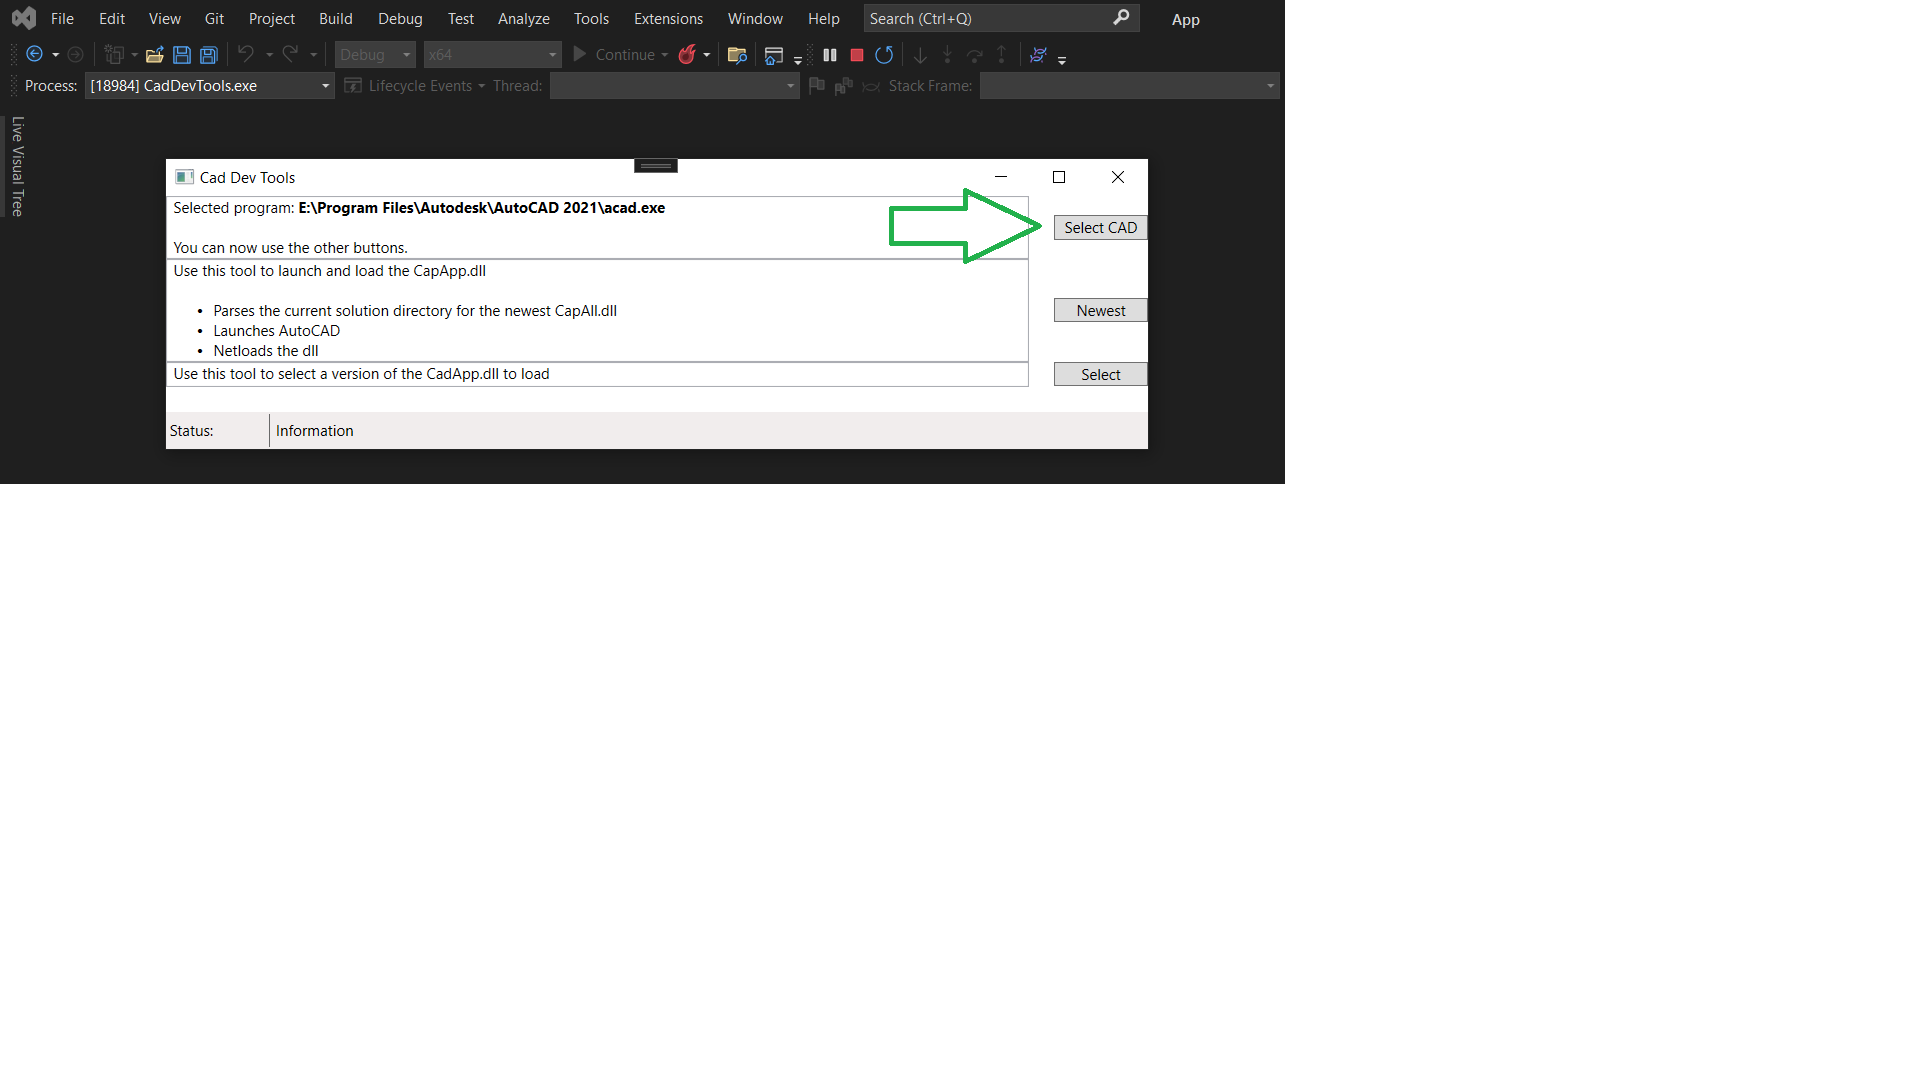 File Edit View Git Project Build Debug Test Analyze Tools Extensions Window Help Search (Ctrl+Q) App
Debug x64 Continue
Process: [18984] CadDevTools.exe Lifecycle Events Thread: Stack Frame:
Live Visual Tree
Cad Dev Tools
Selected program: E:\Program Files\Autodesk\AutoCAD 2021\acad.exe
Select CAD
You can now use the other buttons.
Use this tool to launch and load the CapApp.dll
• Parses the current solution directory for the newest CapAll.dll
Newest
• Launches AutoCAD
• Netloads the dll
Use this tool to select a version of the CadApp.dll to load
Select
Status: Information